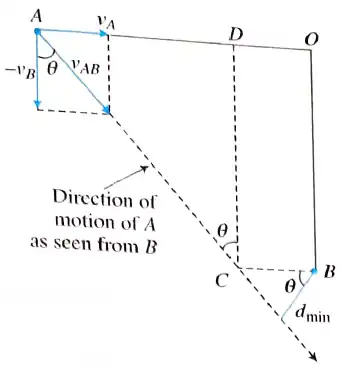 A
v_A
D
O
−v_B
θ
v_AB
Direction of
motion of A
as seen from B
θ
C
θ
B
d_min